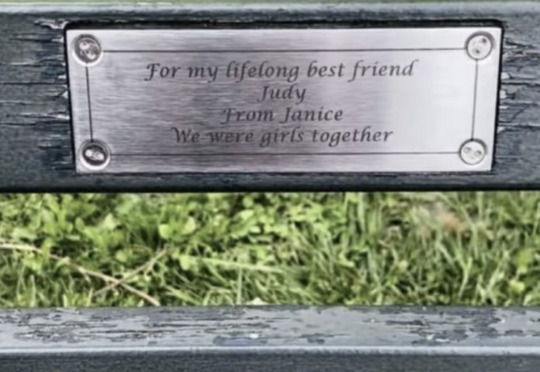 For my lifelong best friend
Judy
From Janice
We were girls together